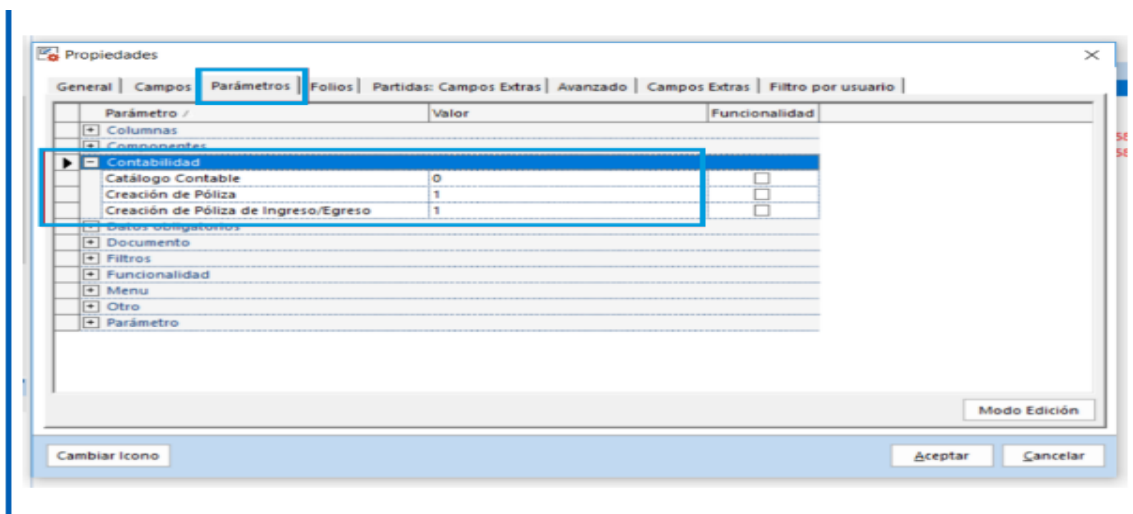 Propiedades
General Campos Parámetros Folios Partidas: Campos Extras Avanzado Campos Extras Filtro por usuario
Parámetro Valor Funcionalidad
Columnas
Componentes
Contabilidad
Catálogo Contable 0
Creación de Póliza 1
Creación de Póliza de Ingreso/Egreso 1
Datos obligatorios
Documento
Filtros
Funcionalidad
Menu
Otro
Parámetro
Modo Edición
Cambiar Icono Aceptar Cancelar